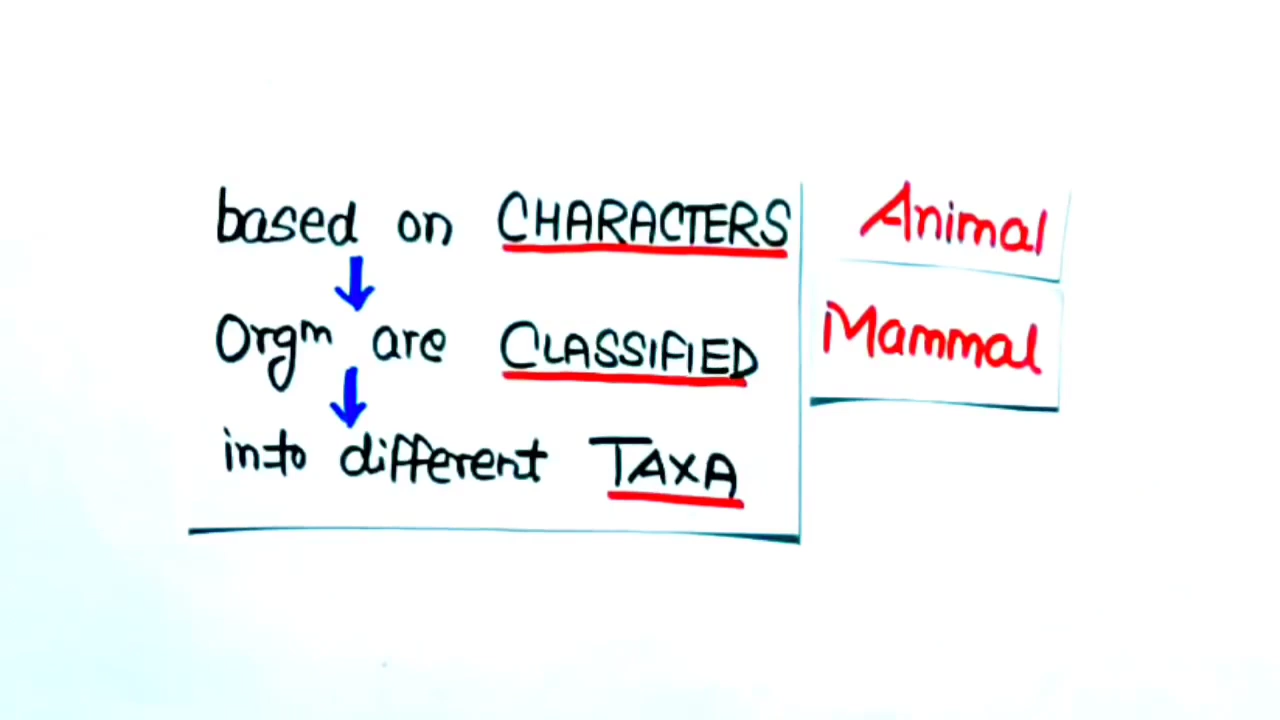 based on CHARACTERS
Orgm are CLASSIFIED
into different TAXA
Animal
Mammal